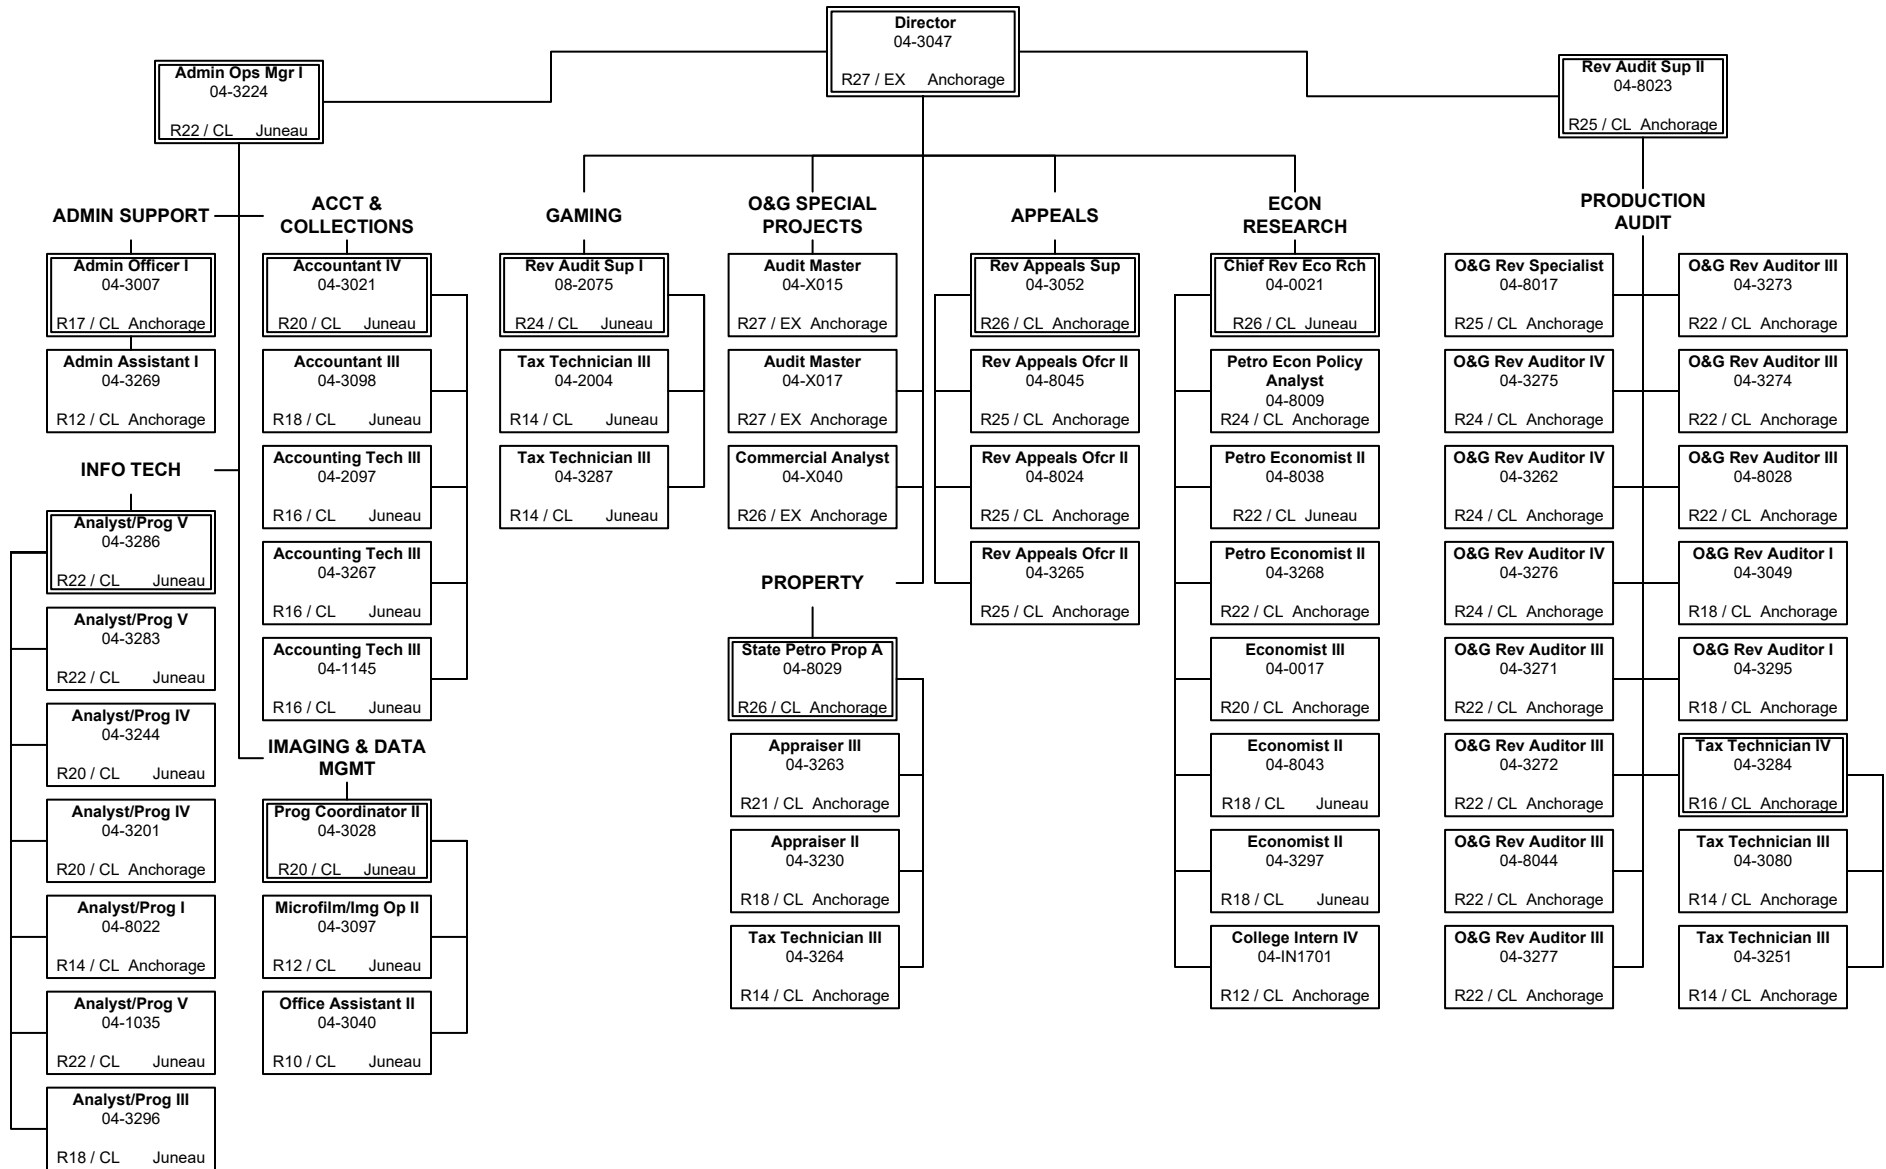 Director
04-3047
R27 / EX Anchorage
Admin Ops Mgr I
04-3224
R22 / CL Juneau
Rev Audit Sup II
04-8023
R25 / CL Anchorage
ADMIN SUPPORT
Admin Officer I
04-3007
R17 / CL Anchorage
Admin Assistant I
04-3269
R12 / CL Anchorage
INFO TECH
Analyst/Prog V
04-3286
R22 / CL Juneau
Analyst/Prog V
04-3283
R22 / CL Juneau
Analyst/Prog IV
04-3244
R20 / CL Juneau
Analyst/Prog IV
04-3201
R20 / CL Anchorage
Analyst/Prog I
04-8022
R14 / CL Anchorage
Analyst/Prog V
04-1035
R22 / CL Juneau
Analyst/Prog III
04-3296
R18 / CL Juneau
ACCT &
COLLECTIONS
Accountant IV
04-3021
R20 / CL Juneau
Accountant III
04-3098
R18 / CL Juneau
Accounting Tech III
04-2097
R16 / CL Juneau
Accounting Tech III
04-3267
R16 / CL Juneau
Accounting Tech III
04-1145
R16 / CL Juneau
IMAGING & DATA
MGMT
Prog Coordinator II
04-3028
R20 / CL Juneau
Microfilm/Img Op II
04-3097
R12 / CL Juneau
Office Assistant II
04-3040
R10 / CL Juneau
GAMING
Rev Audit Sup I
08-2075
R24 / CL Juneau
Tax Technician III
04-2004
R14 / CL Juneau
Tax Technician III
04-3287
R14 / CL Juneau
O&G SPECIAL
PROJECTS
Audit Master
04-X015
R27 / EX Anchorage
Audit Master
04-X017
R27 / EX Anchorage
Commercial Analyst
04-X040
R26 / EX Anchorage
PROPERTY
State Petro Prop A
04-8029
R26 / CL Anchorage
Appraiser III
04-3263
R21 / CL Anchorage
Appraiser II
04-3230
R18 / CL Anchorage
Tax Technician III
04-3264
R14 / CL Anchorage
APPEALS
Rev Appeals Sup
04-3052
R26 / CL Anchorage
Rev Appeals Ofcr II
04-8045
R25 / CL Anchorage
Rev Appeals Ofcr II
04-8024
R25 / CL Anchorage
Rev Appeals Ofcr II
04-3265
R25 / CL Anchorage
ECON
RESEARCH
Chief Rev Eco Rch
04-0021
R26 / CL Juneau
Petro Econ Policy
Analyst
04-8009
R24 / CL Anchorage
Petro Economist II
04-8038
R22 / CL Juneau
Petro Economist II
04-3268
R22 / CL Anchorage
Economist III
04-0017
R20 / CL Anchorage
Economist II
04-8043
R18 / CL Juneau
Economist II
04-3297
R18 / CL Juneau
College Intern IV
04-IN1701
R12 / CL Anchorage
PRODUCTION
AUDIT
O&G Rev Specialist
04-8017
R25 / CL Anchorage
O&G Rev Auditor IV
04-3275
R24 / CL Anchorage
O&G Rev Auditor IV
04-3262
R24 / CL Anchorage
O&G Rev Auditor IV
04-3276
R24 / CL Anchorage
O&G Rev Auditor III
04-3271
R22 / CL Anchorage
O&G Rev Auditor III
04-3272
R22 / CL Anchorage
O&G Rev Auditor III
04-8044
R22 / CL Anchorage
O&G Rev Auditor III
04-3277
R22 / CL Anchorage
O&G Rev Auditor III
04-3273
R22 / CL Anchorage
O&G Rev Auditor III
04-3274
R22 / CL Anchorage
O&G Rev Auditor III
04-8028
R22 / CL Anchorage
O&G Rev Auditor I
04-3049
R18 / CL Anchorage
O&G Rev Auditor I
04-3295
R18 / CL Anchorage
Tax Technician IV
04-3284
R16 / CL Anchorage
Tax Technician III
04-3080
R14 / CL Anchorage
Tax Technician III
04-3251
R14 / CL Anchorage